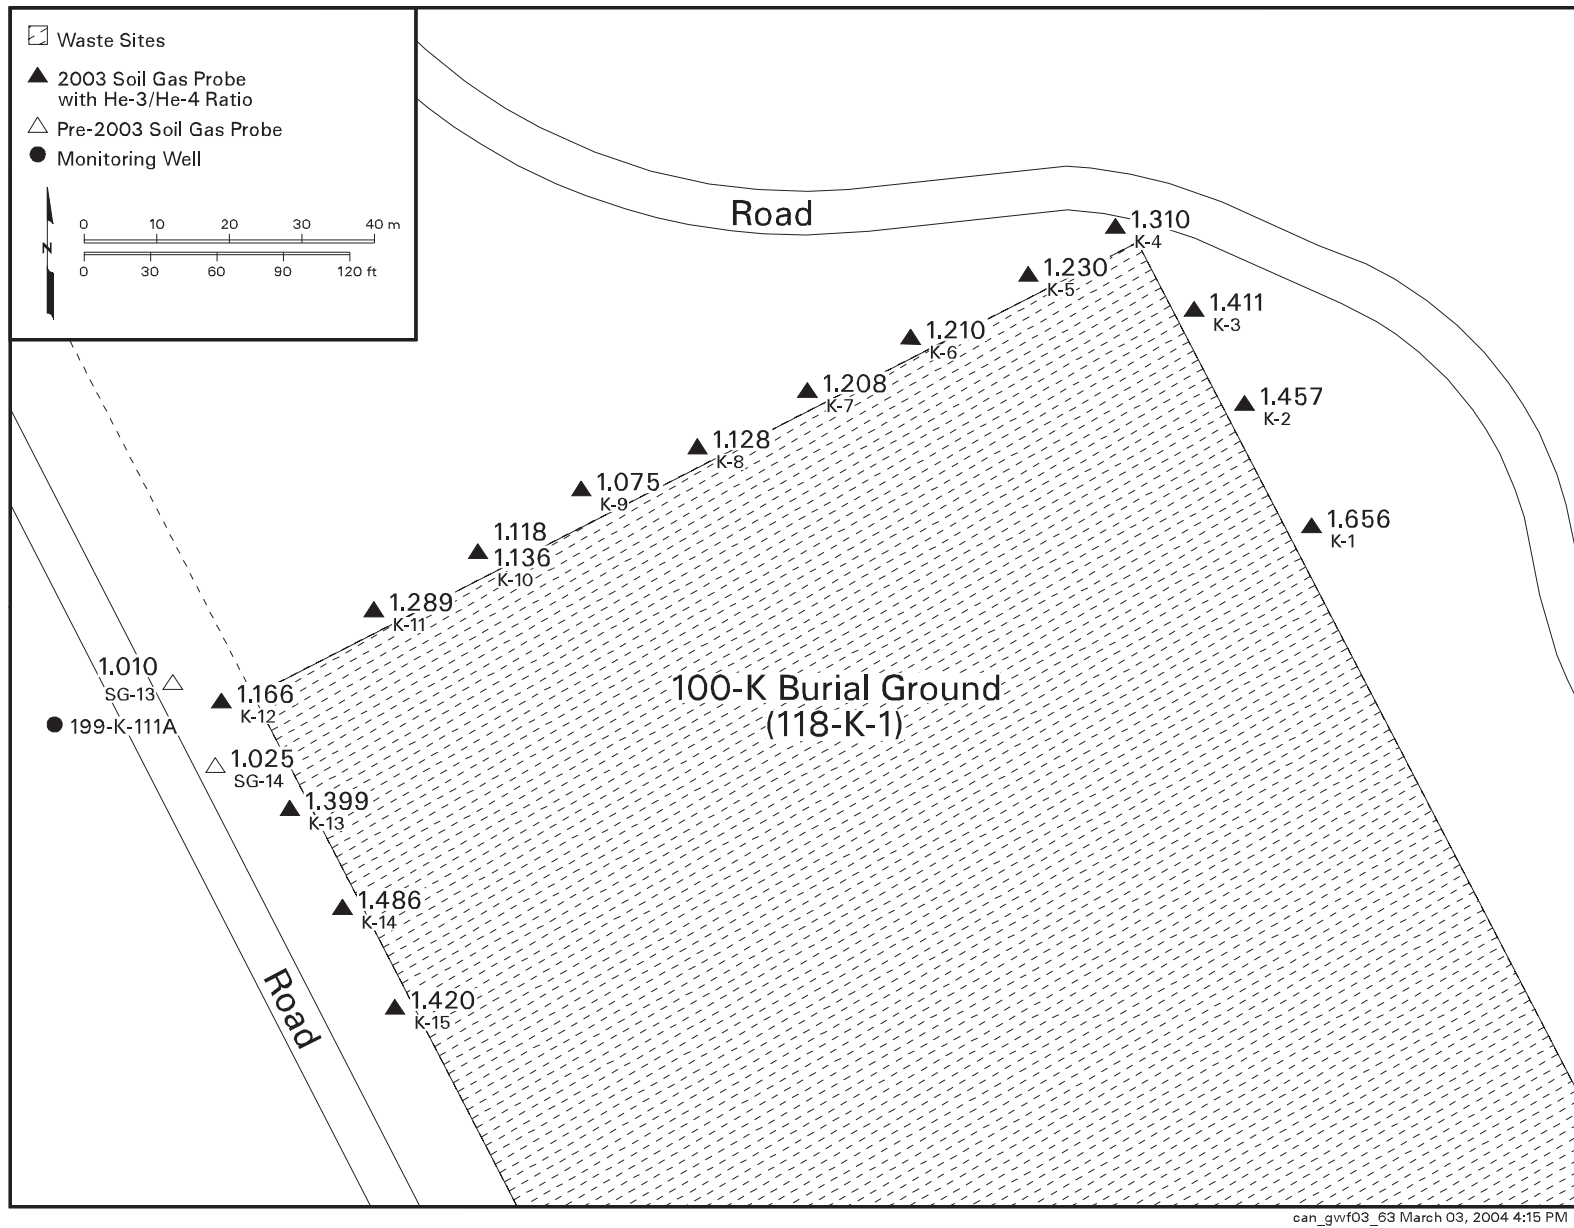 Waste Sites
2003 Soil Gas Probe
with He-3/He-4 Ratio
Pre-2003 Soil Gas Probe
Monitoring Well
N
0 10 20 30 40 m
0 30 60 90 120 ft
Road
1.310
K-4
1.230
K-5
1.411
K-3
1.210
K-6
1.208
K-7
1.457
K-2
1.128
K-8
1.075
K-9
1.656
K-1
1.118
1.136
K-10
1.289
K-11
1.010
SG-13
1.166
K-12
199-K-111A
100-K Burial Ground
(118-K-1)
1.025
SG-14
1.399
K-13
1.486
K-14
1.420
K-15
Road
can_gwf03_63 March 03, 2004 4:15 PM